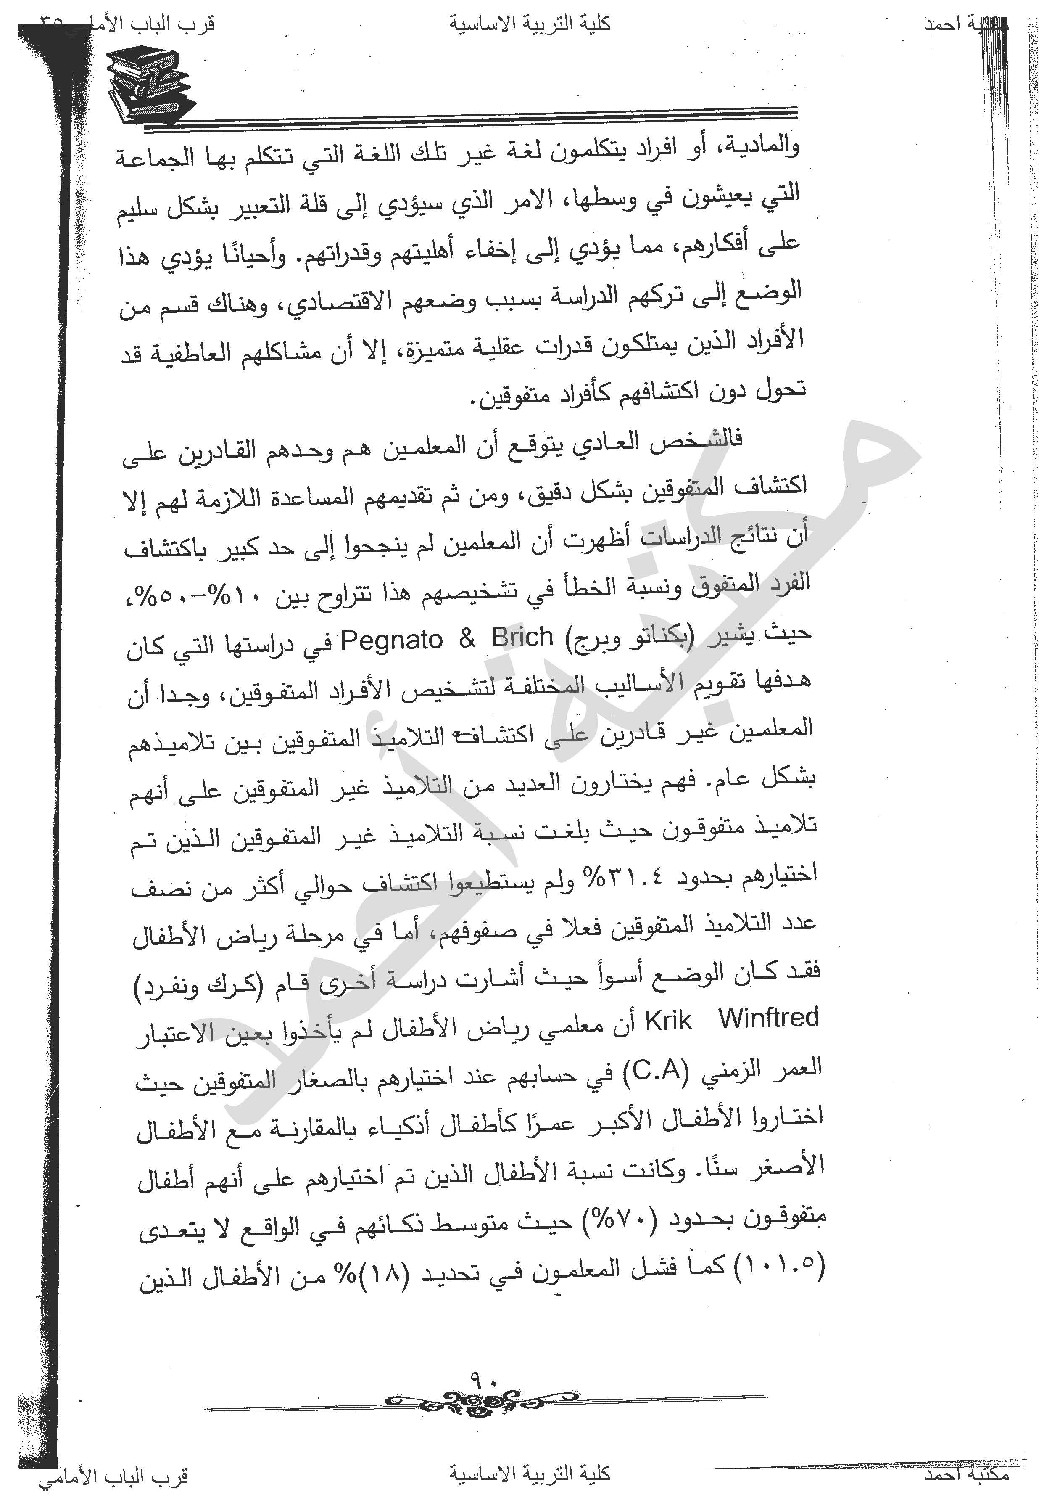 مكتبة احمد كلية التربية الاساسية قرب الباب الأمامي ٣٥
والمادية، أو افراد يتكلمون لغة غير تلك اللغة التي تتكلم بها الجماعة
التي يعيشون في وسطها، الامر الذي سيؤدي إلى قلة التعبير بشكل سليم
على أفكارهم، مما يؤدي إلى إخفاء أهليتهم وقدراتهم. وأحيانًا يؤدي هذا
الوضع إلى تركهم الدراسة بسبب وضعهم الاقتصادي، وهناك قسم من
الأفراد الذين يمتلكون قدرات عقلية متميزة، إلا أن مشاكلهم العاطفية قد
تحول دون اكتشافهم كأفراد متفوقين.
فالشخص العادي يتوقع أن المعلمين هم وحدهم القادرين على
اكتشاف المتفوقين بشكل دقيق، ومن ثم تقديمهم المساعدة اللازمة لهم إلا
أن نتائج الدراسات أظهرت أن المعلمين لم ينجحوا إلى حد كبير باكتشاف
الفرد المتفوق ونسبة الخطأ في تشخيصهم هذا تتراوح بين ١٠%-٥٠%،
حيث يشير (بكناتو وبرج) Pegnato & Brich في دراستها التي كان
هدفها تقويم الأساليب المختلفة لتشخيص الأفراد المتفوقين، وجدا أن
المعلمين غير قادرين على اكتشاف التلاميذ المتفوقين بين تلاميذهم
بشكل عام. فهم يختارون العديد من التلاميذ غير المتفوقين على أنهم
تلاميذ متفوقون حيث بلغت نسبة التلاميذ غير المتفوقين الذين تم
اختيارهم بحدود ٣١.٤% ولم يستطيعوا اكتشاف حوالي أكثر من نصف
عدد التلاميذ المتفوقين فعلا في صفوفهم، أما في مرحلة رياض الأطفال
فقد كان الوضع أسوأ حيث أشارت دراسة أخرى قام (كرك ونفرد)
Krik Winftred أن معلمي رياض الأطفال لم يأخذوا بعين الاعتبار
العمر الزمني (C.A) في حسابهم عند اختيارهم بالصغار المتفوقين حيث
اختاروا الأطفال الأكبر عمرًا كأطفال أذكياء بالمقارنة مع الأطفال
الأصغر سنًا. وكانت نسبة الأطفال الذين تم اختيارهم على أنهم أطفال
متفوقون بحدود (٧٠%) حيث متوسط ذكائهم في الواقع لا يتعدى
(١٠١.٥) كما فشل المعلمون في تحديد (١٨)% من الأطفال الذين
٩٠
مكتبة احمد كلية التربية الاساسية قرب الباب الأمامي
مكتبة أحمد